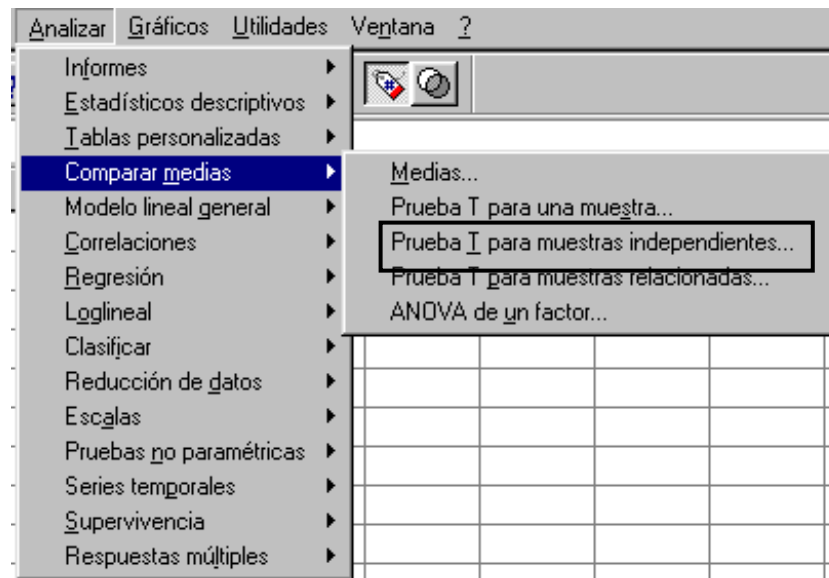 Analizar Gráficos Utilidades Ventana ?
Informes
Estadísticos descriptivos
Tablas personalizadas
Comparar medias
Modelo lineal general
Correlaciones
Regresión
Loglineal
Clasificar
Reducción de datos
Escalas
Pruebas no paramétricas
Series temporales
Supervivencia
Respuestas múltiples
Medias...
Prueba T para una muestra...
Prueba T para muestras independientes...
Prueba T para muestras relacionadas...
ANOVA de un factor...